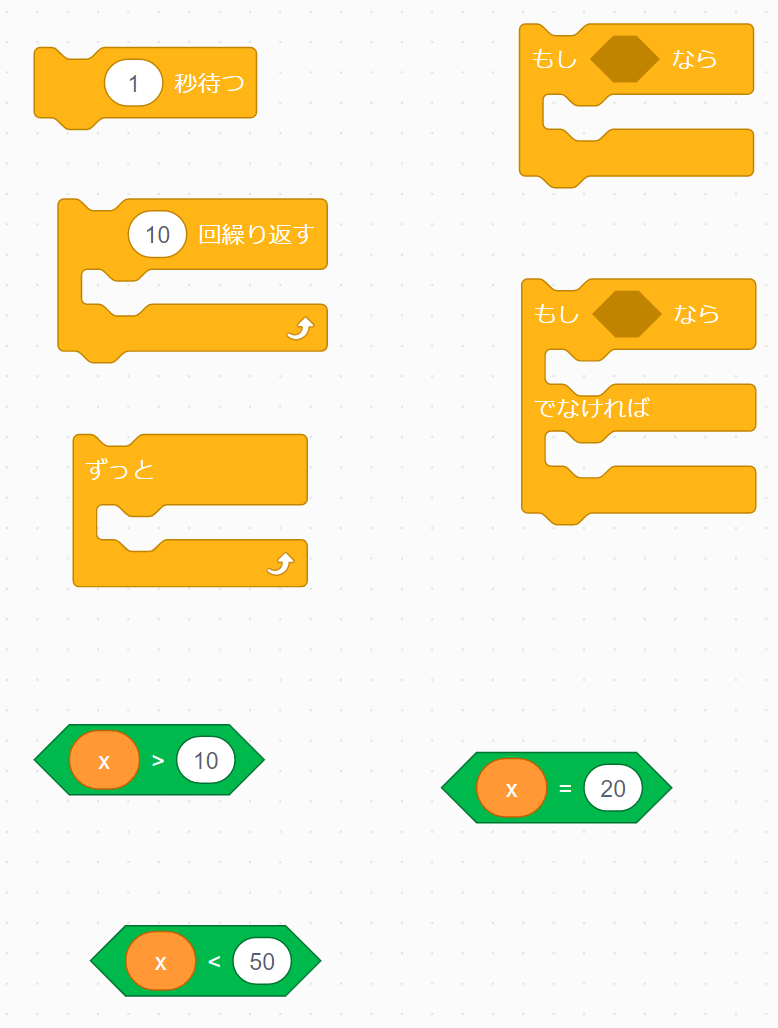 1 秒待つ
10 回繰り返す
ずっと
もし なら
もし なら
でなければ
x > 10
x = 20
x < 50